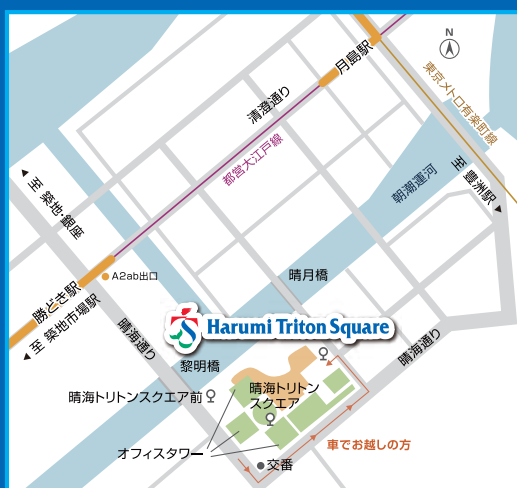 N
月島駅
清澄通り
東京メトロ有楽町線
都営大江戸線
朝潮運河
至 豊洲駅
至 築地・銀座
A2ab出口
勝どき駅
至 築地市場駅
晴月橋
晴海通り
Harumi Triton Square
黎明橋
晴海通り
晴海トリトンスクエア前
晴海トリトン
スクエア
オフィスタワー
車でお越しの方
交番